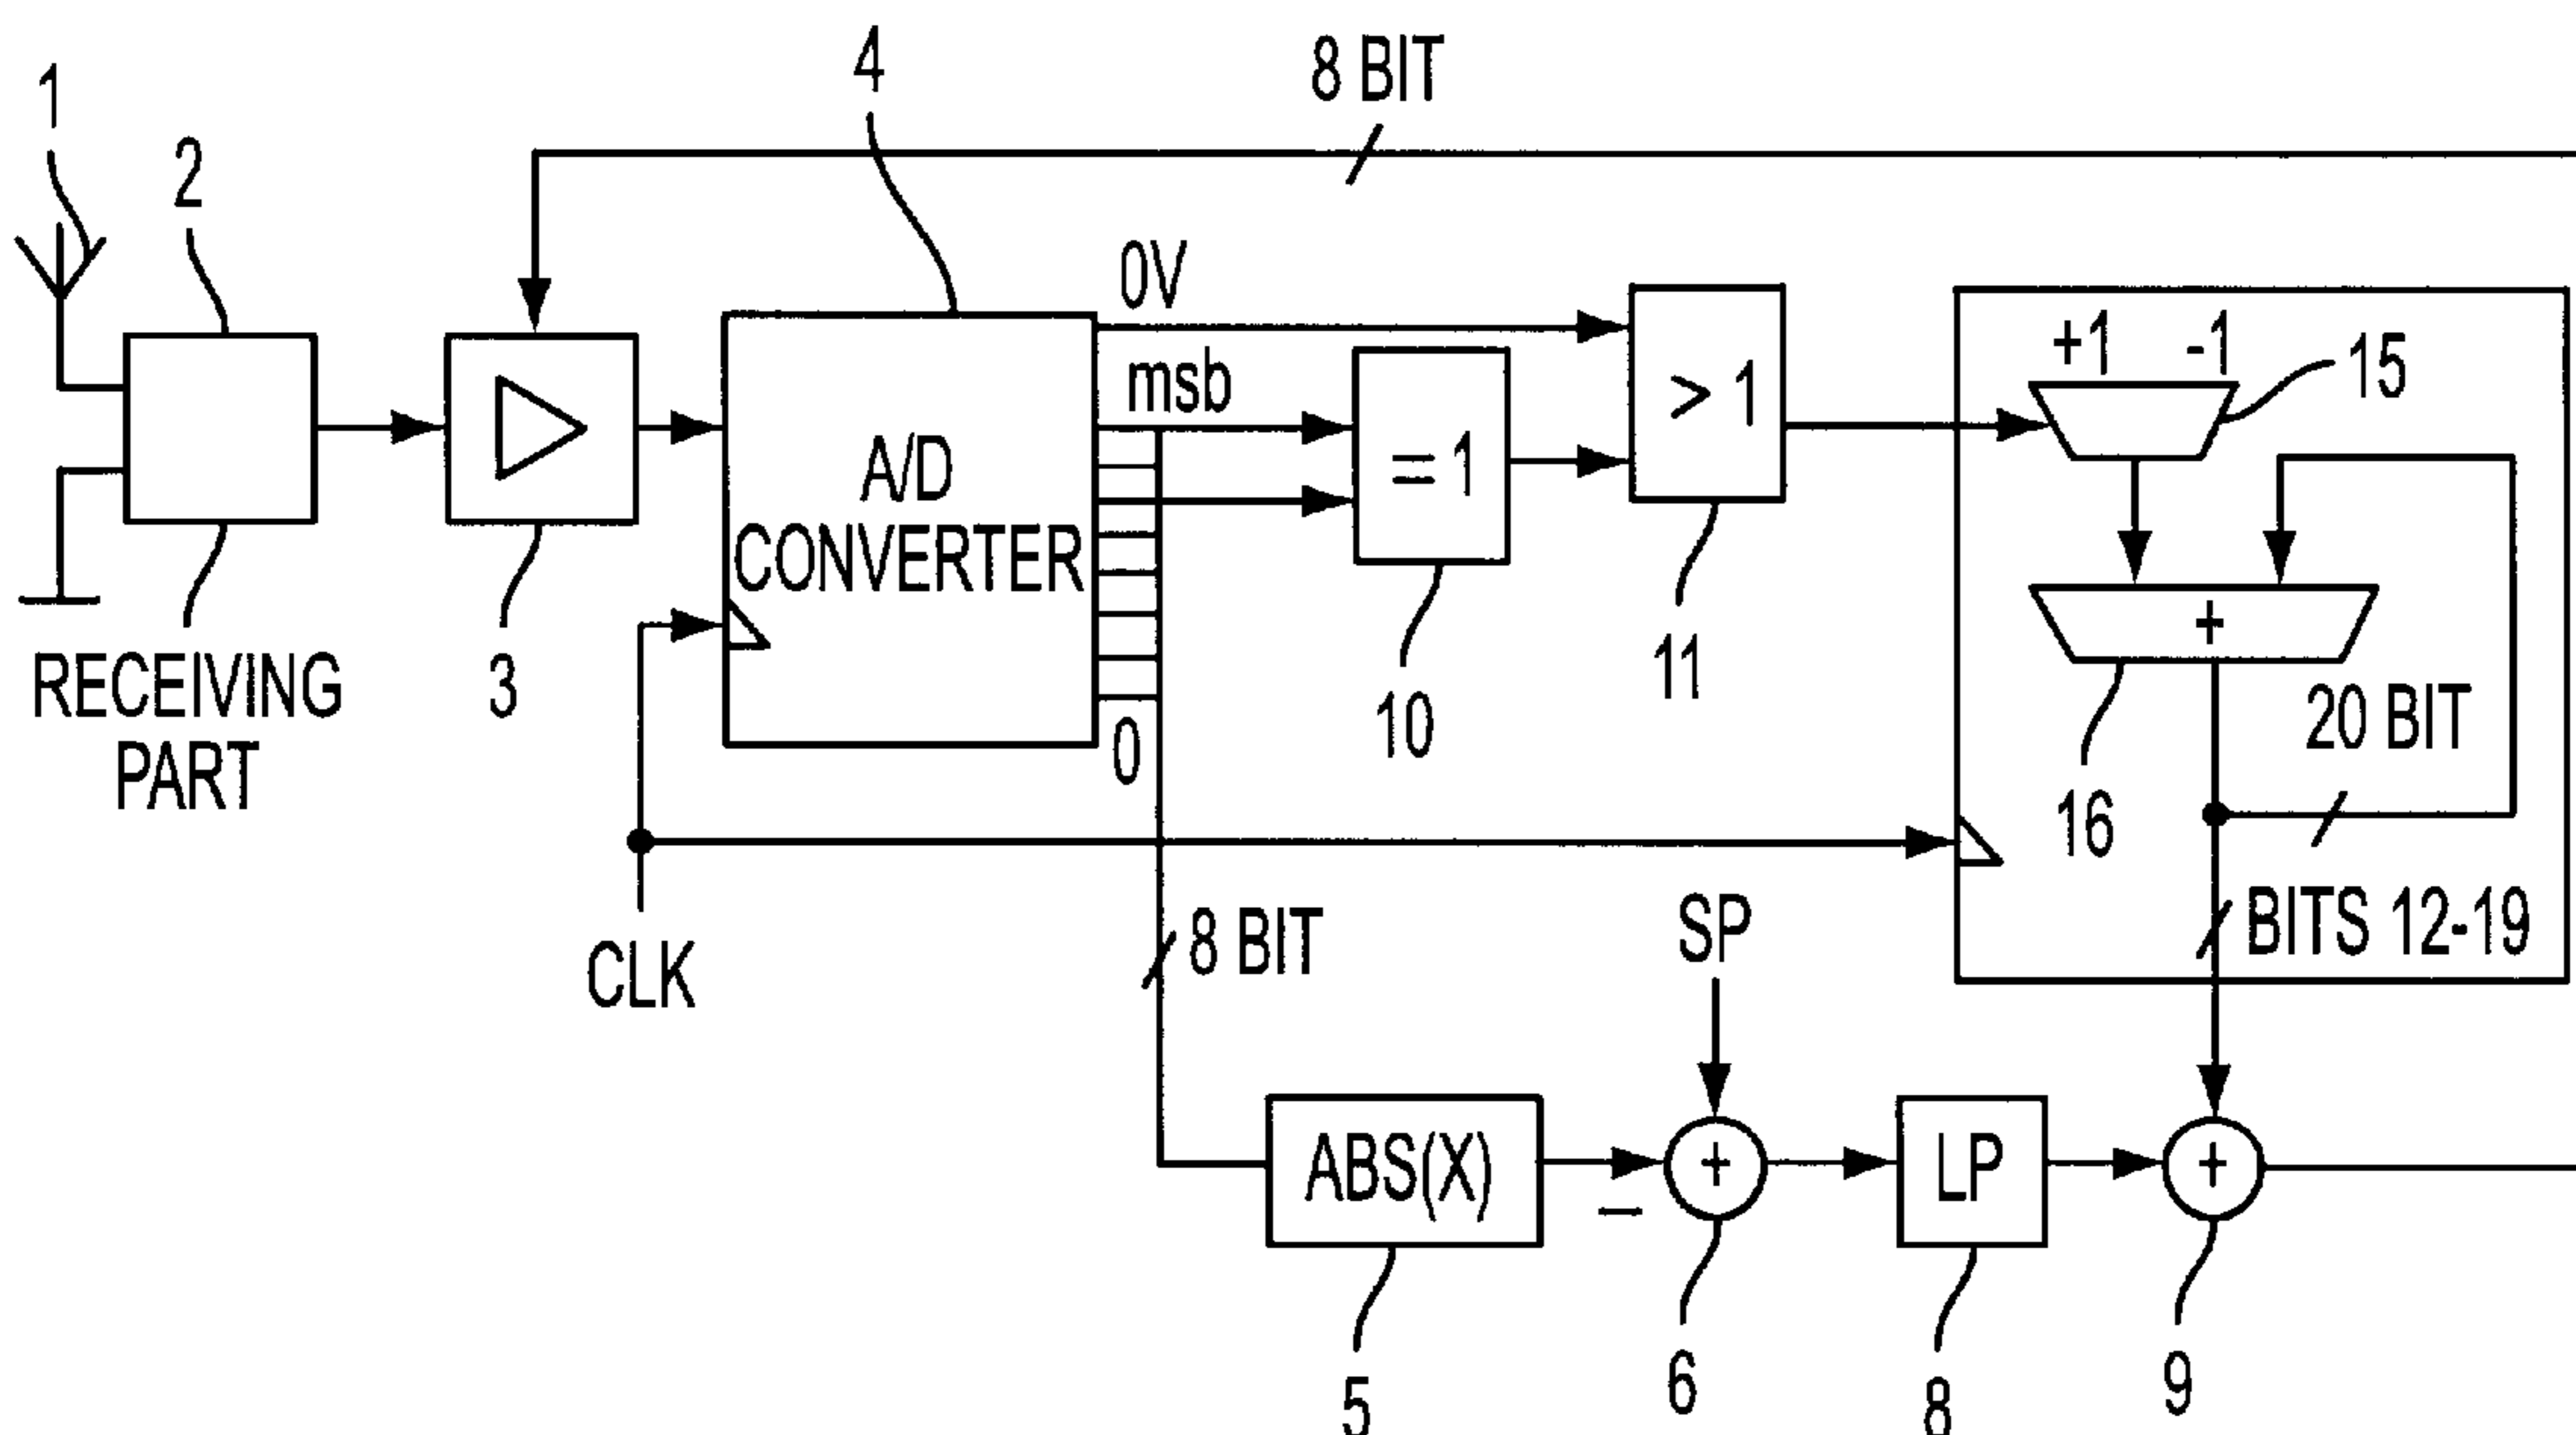 1
2
4
8 BIT
0V
msb
A/D
CONVERTER
= 1
> 1
+1 -1
15
+
20 BIT
16
RECEIVING
PART
3
0
10
11
CLK
8 BIT
SP
BITS 12-19
ABS(X)
–
+
LP
+
5
6
8
9